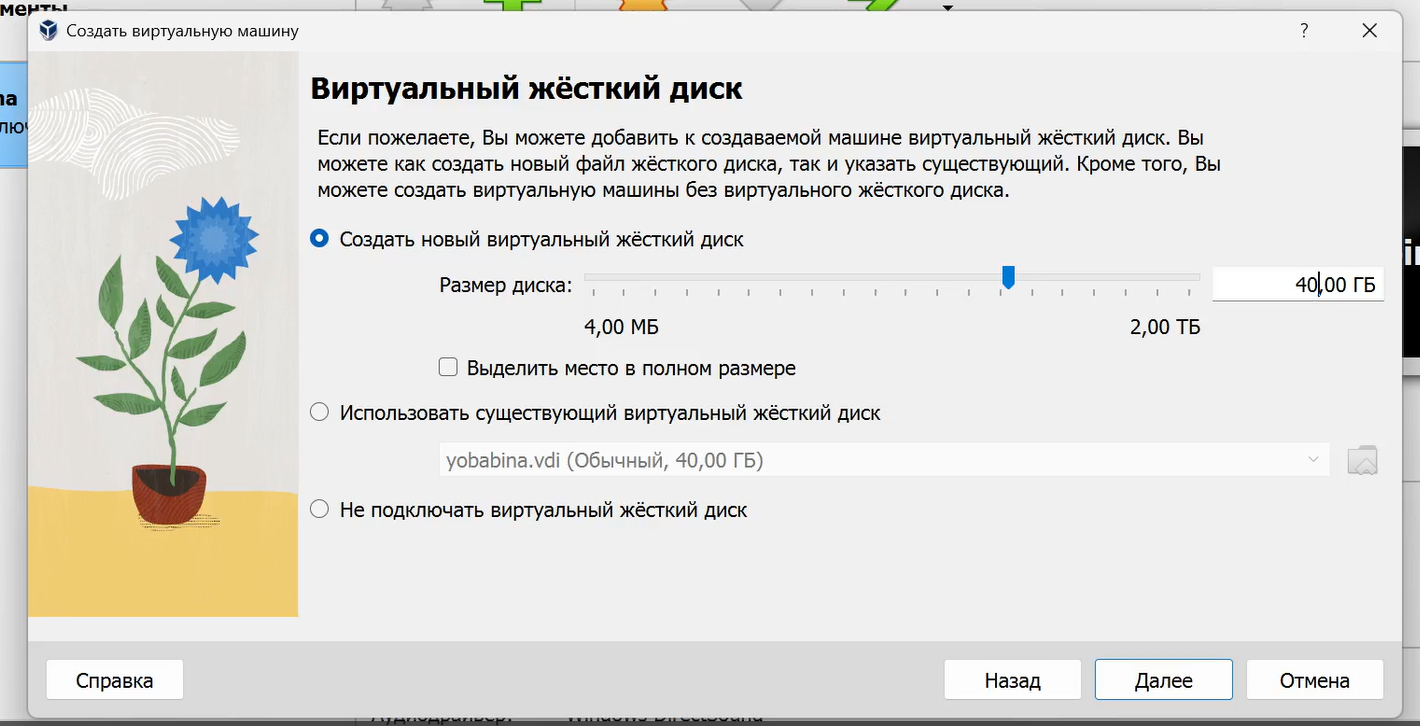 менты
Создать виртуальную машину
?
Виртуальный жёсткий диск
Если пожелаете, Вы можете добавить к создаваемой машине виртуальный жёсткий диск. Вы
можете как создать новый файл жёсткого диска, так и указать существующий. Кроме того, Вы
можете создать виртуальную машины без виртуального жёсткого диска.
Создать новый виртуальный жёсткий диск
Размер диска:
40,00 ГБ
4,00 МБ
2,00 ТБ
Выделить место в полном размере
Использовать существующий виртуальный жёсткий диск
yobabina.vdi (Обычный, 40,00 ГБ)
Не подключать виртуальный жёсткий диск
Справка
Назад
Далее
Отмена
Аудиодрайвер: Windows DirectSound